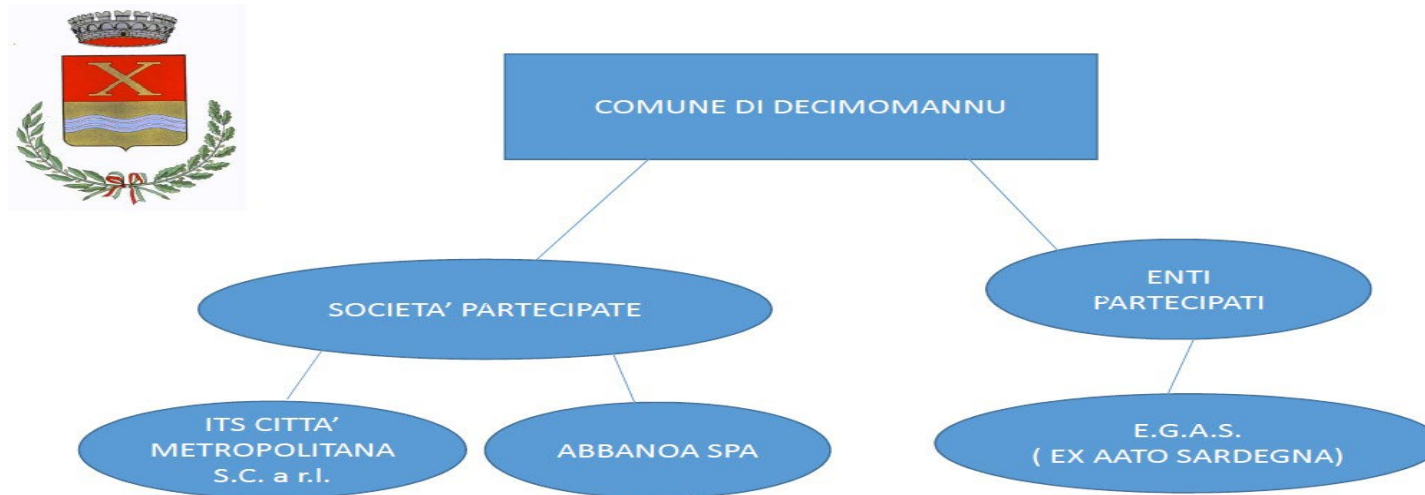 X
COMUNE DI DECIMOMANNU
SOCIETA’ PARTECIPATE
ENTI
PARTECIPATI
ITS CITTA’
METROPOLITANA
S.C. a r.l.
ABBANOA SPA
E.G.A.S.
( EX AATO SARDEGNA)